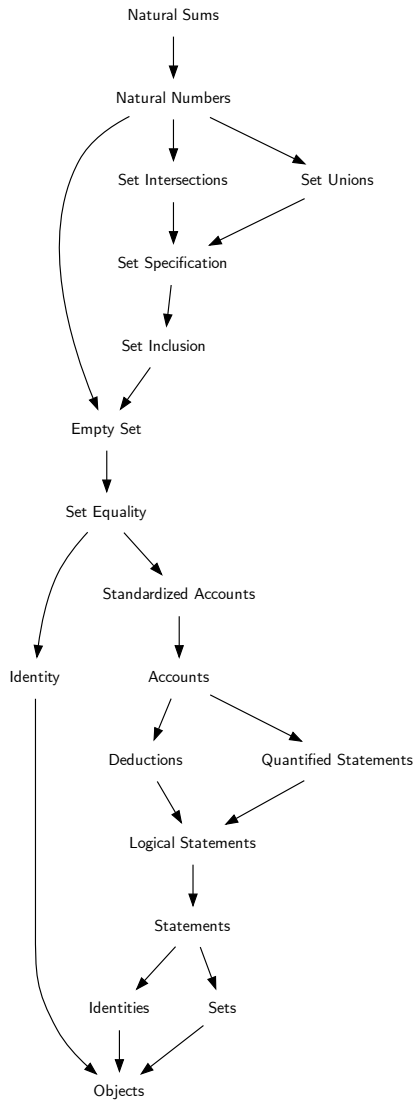 Natural Sums
Natural Numbers
Set Intersections
Set Unions
Set Specification
Set Inclusion
Empty Set
Set Equality
Standardized Accounts
Identity
Accounts
Deductions
Quantified Statements
Logical Statements
Statements
Identities
Sets
Objects